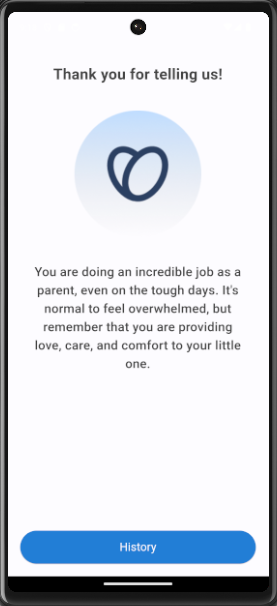 Thank you for telling us!
You are doing an incredible job as a
parent, even on the tough days. It's
normal to feel overwhelmed, but
remember that you are providing
love, care, and comfort to your little
one.
History